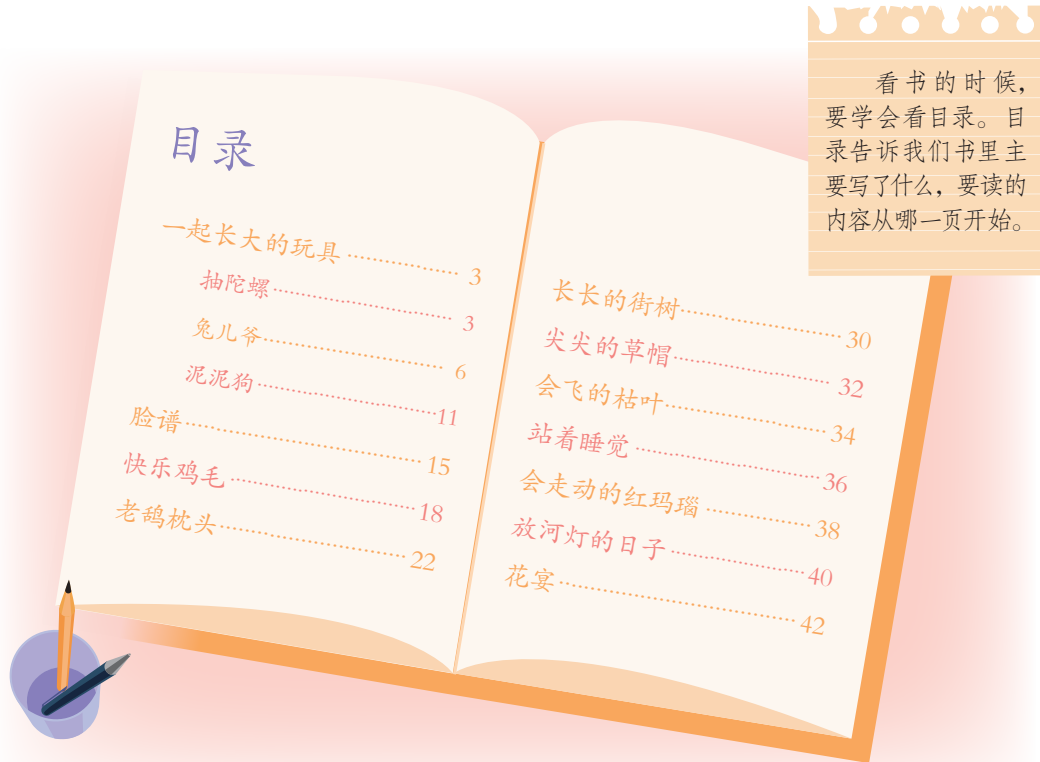 目录
一起长大的玩具 ………………… 3
抽陀螺 ………………… 3
兔儿爷 ………………… 6
泥泥狗 ………………… 11
脸谱 ………………… 15
快乐鸡毛 ………………… 18
老鸹枕头 ………………… 22
长长的街树 ………………… 30
尖尖的草帽 ………………… 32
会飞的枯叶 ………………… 34
站着睡觉 ………………… 36
会走动的红玛瑙 ………………… 38
放河灯的日子 ………………… 40
花宴 ………………… 42
看书的时候,
要学会看目录。目
录告诉我们书里主
要写了什么,要读的
内容从哪一页开始。